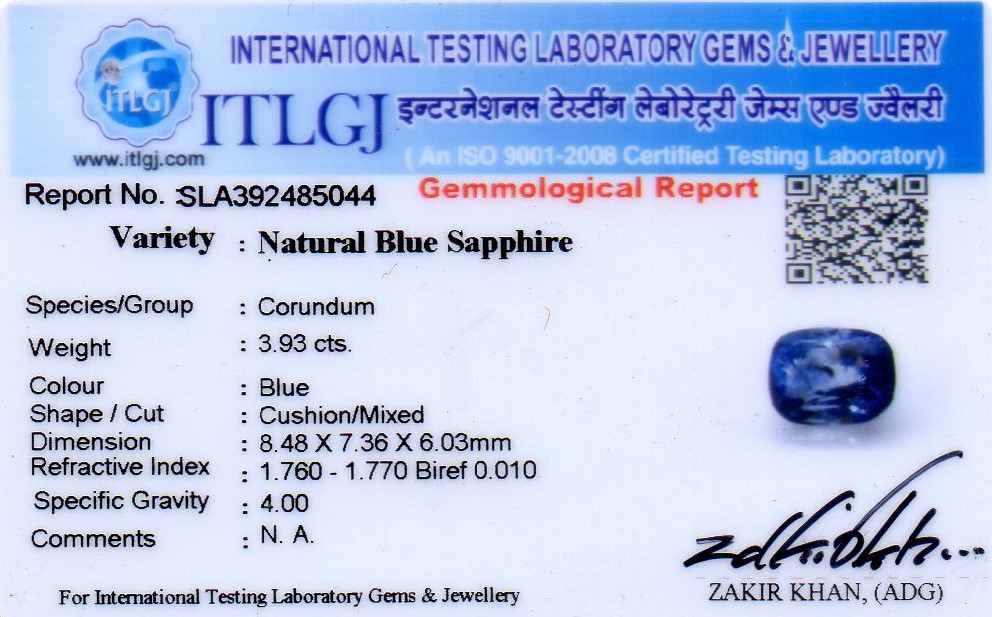 INTERNATIONAL TESTING LABORATORY GEMS & JEWELLERY
ITLGJ
ITLGJ इन्टरनेशनल टेस्टींग लेबोरेट्री जेम्स एण्ड ज्वैलरी
www.itlgj.com
( An ISO 9001-2008 Certified Testing Laboratory)
Report No. :SLA392485044
Gemmological Report
Variety : Natural Blue Sapphire
Species/Group : Corundum
Weight : 3.93 cts.
Colour : Blue
Shape / Cut : Cushion/Mixed
Dimension : 8.48 X 7.36 X 6.03mm
Refractive Index : 1.760 - 1.770 Biref 0.010
Specific Gravity : 4.00
Comments : N. A.
ZAKIR KHAN, (ADG)
For International Testing Laboratory Gems & Jewellery